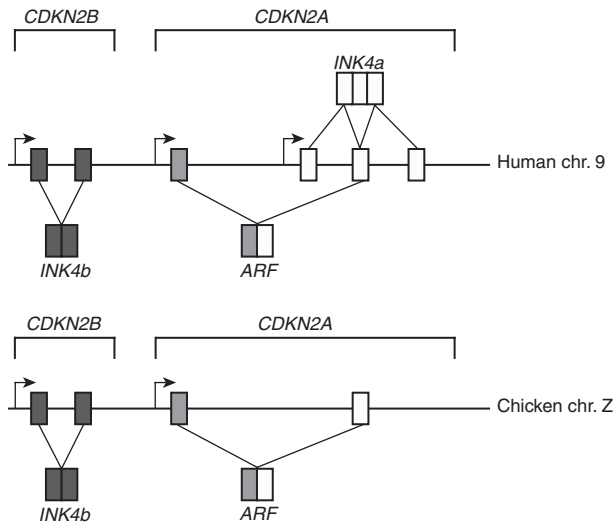 CDKN2B CDKN2A
INK4a
Human chr. 9
INK4b ARF
CDKN2B CDKN2A
Chicken chr. Z
INK4b ARF